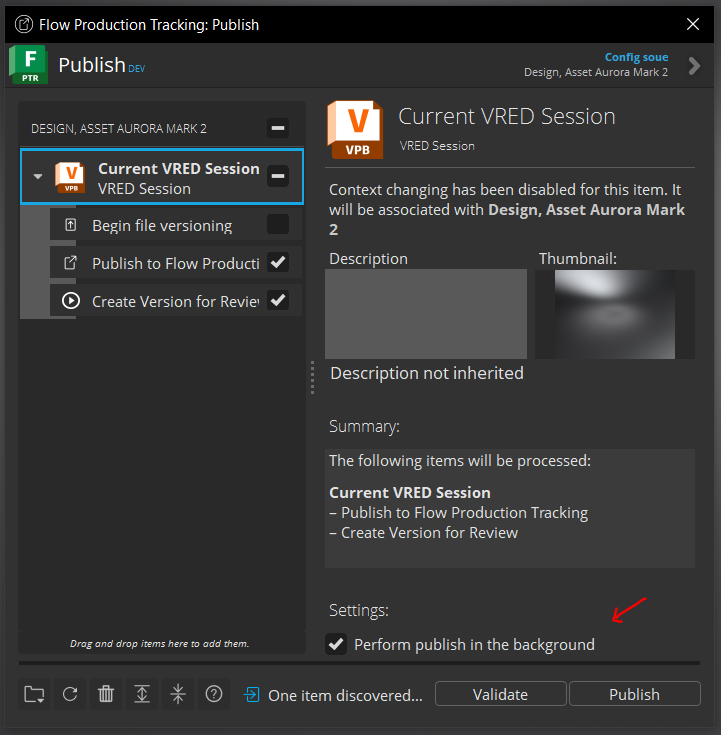 Flow Production Tracking: Publish
F
PTR
Publish DEV
Config soue
Design, Asset Aurora Mark 2
DESIGN, ASSET AURORA MARK 2
V
VPB
Current VRED Session
VRED Session
Begin file versioning
Publish to Flow Producti
Create Version for Revie
Drag and drop items here to add them.
V
VPB
Current VRED Session
VRED Session
Context changing has been disabled for this item. It
will be associated with Design, Asset Aurora Mark
2
Description
Thumbnail:
Description not inherited
Summary:
The following items will be processed:
Current VRED Session
– Publish to Flow Production Tracking
– Create Version for Review
Settings:
Perform publish in the background
One item discovered...
Validate
Publish